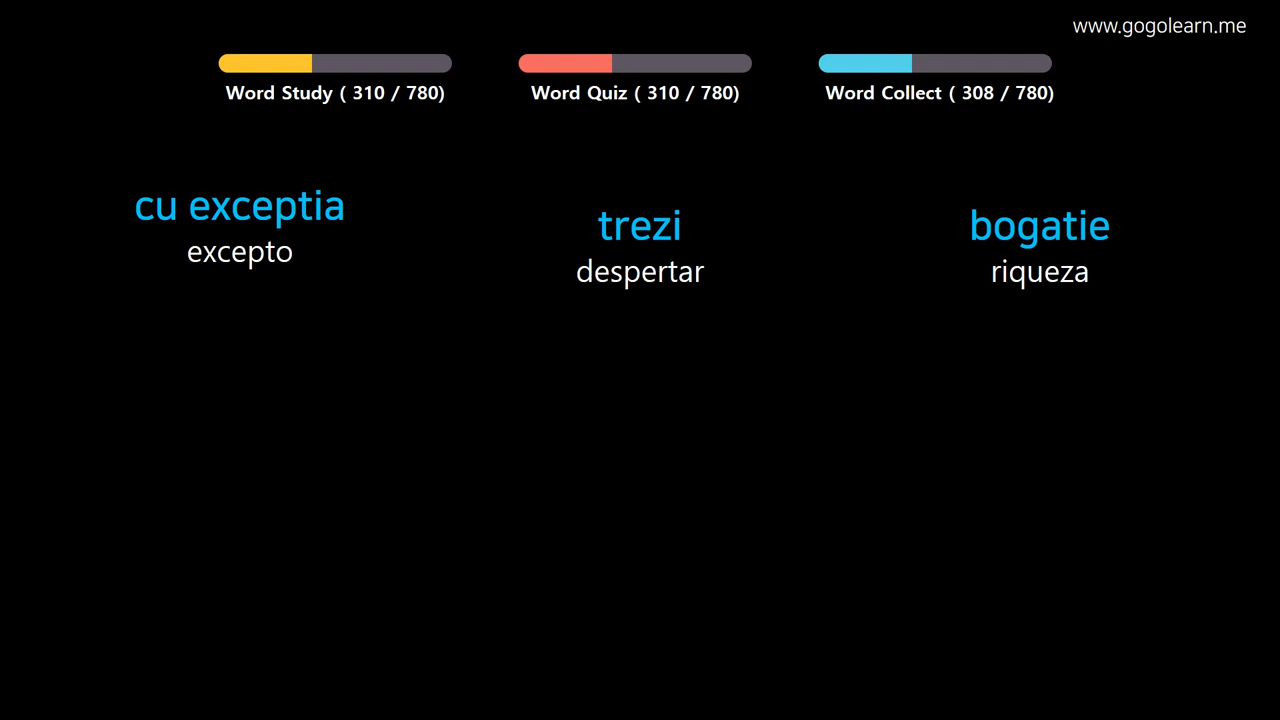 www.gogolearn.me
Word Study ( 310 / 780)
Word Quiz ( 310 / 780)
Word Collect ( 308 / 780)
cu exceptia
excepto
trezi
despertar
bogatie
riqueza